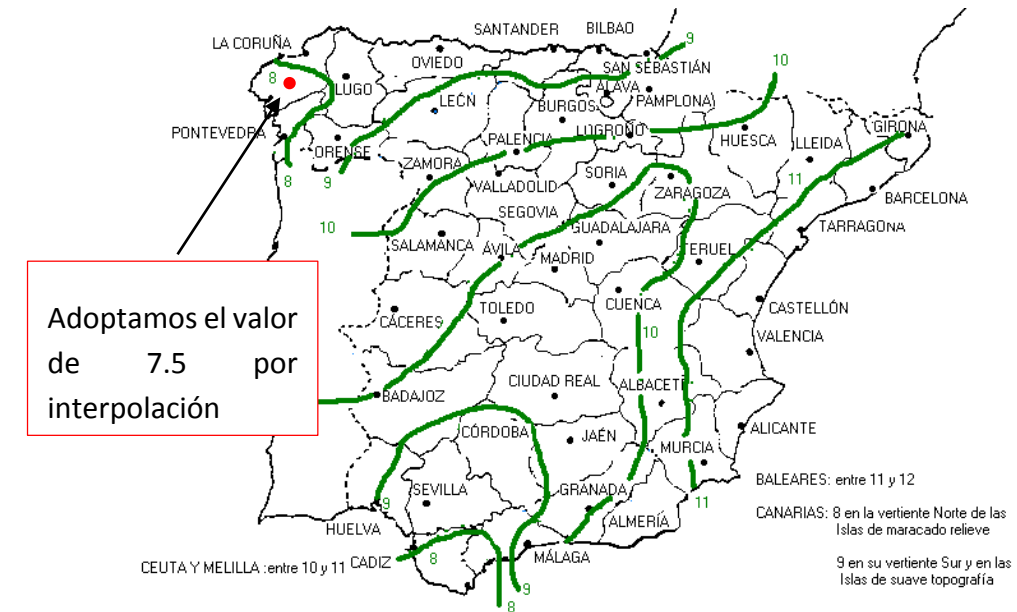 SANTANDER BILBAO
LA CORUÑA OVIEDO SAN SEBASTIÁN 9
8 LUGO LEÓN BURGOS ÁLAVA PAMPLONA 10
PONTEVEDRA ORENSE PALENCIA LOGROÑO HUESCA LLEIDA GIRONA
8 9 ZAMORA VALLADOLID SORIA ZARAGOZA 11 BARCELONA
10 SALAMANCA SEGOVIA GUADALAJARA TARRAGONA
ÁVILA MADRID TERUEL
CÁCERES TOLEDO CUENCA CASTELLÓN
10 VALENCIA
Adoptamos el valor
de 7.5 por
interpolación
BADAJOZ CIUDAD REAL ALBACETE
CÓRDOBA JAÉN MURCIA ALICANTE
9 SEVILLA GRANADA 11
HUELVA ALMERÍA
CADIZ 8 MÁLAGA
9
8
BALEARES: entre 11 y 12
CANARIAS: 8 en la vertiente Norte de las
Islas de maracado relieve
9 en su vertiente Sur y en las
Islas de suave topografía
CEUTA Y MELILLA :entre 10 y 11